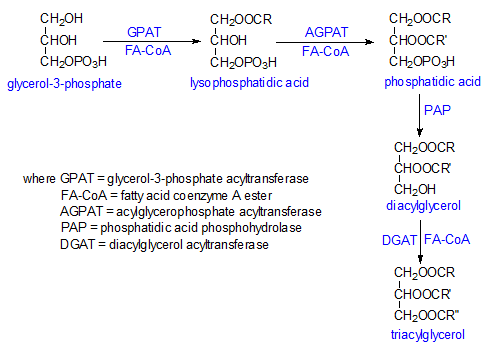 CH2OH
CHOH
CH2OPO3H
glycerol-3-phosphate
GPAT
FA-CoA
CH2OOCR
CHOH
CH2OPO3H
lysophosphatidic acid
AGPAT
FA-CoA
CH2OOCR
CHOOCR'
CH2OPO3H
phosphatidic acid
PAP
CH2OOCR
CHOOCR'
CH2OH
diacylglycerol
DGAT FA-CoA
CH2OOCR
CHOOCR'
CH2OOCR"
triacylglycerol
where GPAT = glycerol-3-phosphate acyltransferase
FA-CoA = fatty acid coenzyme A ester
AGPAT = acylglycerophosphate acyltransferase
PAP = phosphatidic acid phosphohydrolase
DGAT = diacylglycerol acyltransferase